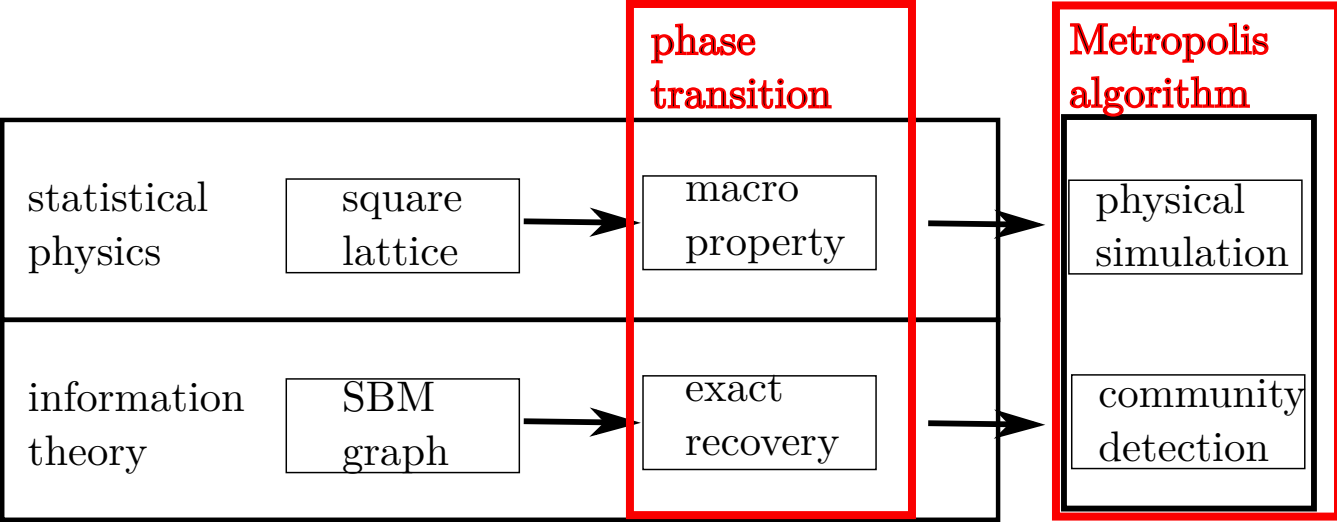 phase
transition
Metropolis
algorithm
statistical
physics
square
lattice
macro
property
physical
simulation
information
theory
SBM
graph
exact
recovery
community
detection